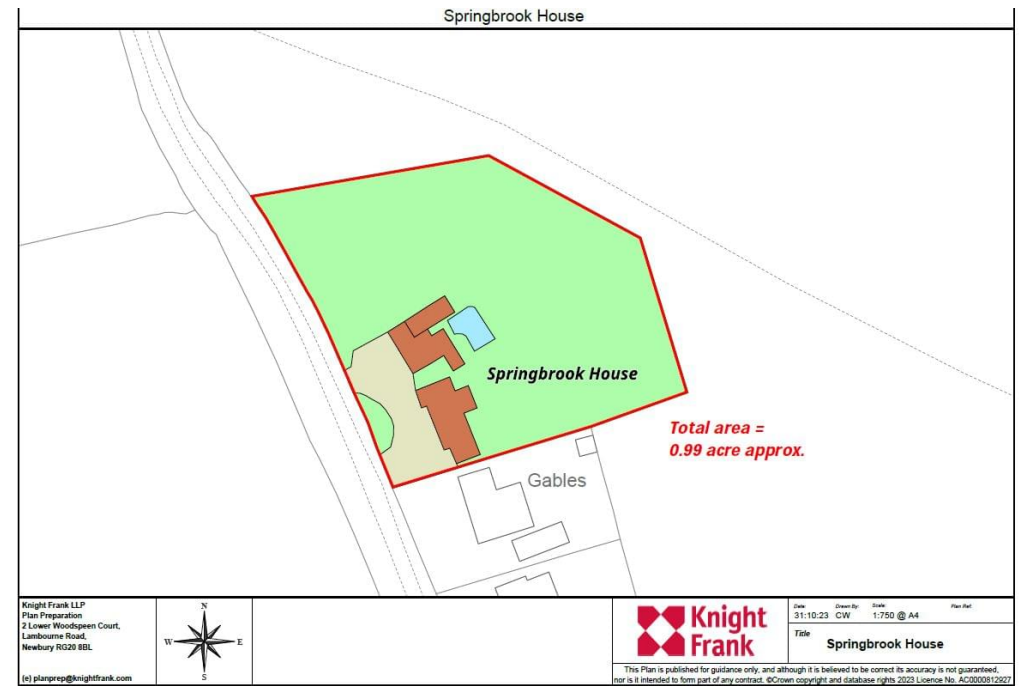 Springbrook House
Springbrook House
Total area =
0.99 acre approx.
Gables
Knight Frank LLP
Plan Preparation
2 Lower Woodspeen Court,
Lambourne Road,
Newbury RG20 8BL
(e) planprep@knightfrank.com
N
W
E
S
Knight
Frank
Date: Drawn By: Scale: Plan Ref:
31:10:23 CW 1:750 @ A4
Title
Springbrook House
This Plan is published for guidance only, and although it is believed to be correct its accuracy is not guaranteed,
nor is it intended to form part of any contract. ©Crown copyright and database rights 2023 Licence No. AC0000812927